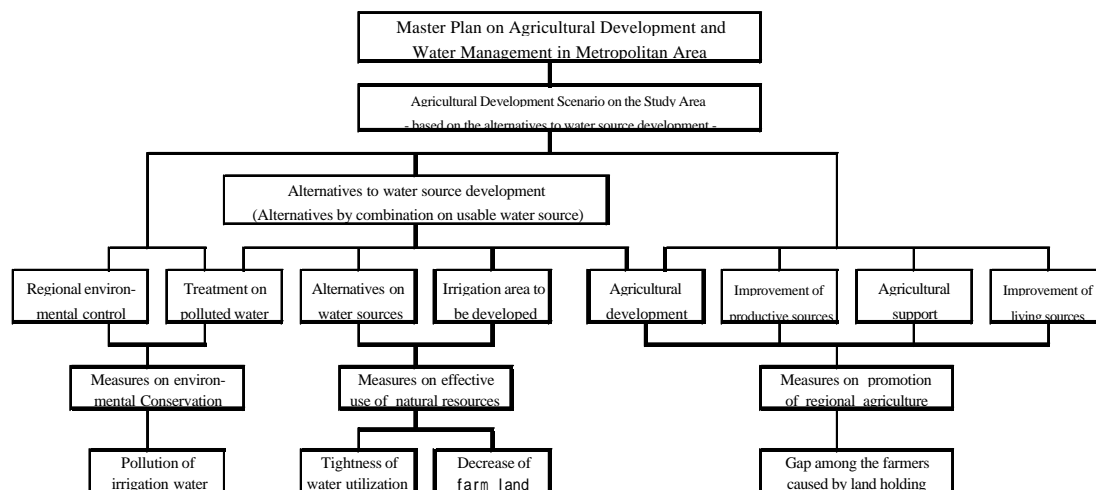 Master Plan on Agricultural Development and
Water Management in Metropolitan Area
Agricultural Development Scenario on the Study Area
- based on the alternatives to water source development -
Alternatives to water source development
(Alternatives by combination on usable water source)
Regional environ-
mental control
Treatment on
polluted water
Alternatives on
water sources
Irrigation area to
be developed
Agricultural
development
Improvement of
productive sources
Agricultural
support
Improvement of
living sources
Measures on environ-
mental Conservation
Measures on effective
use of natural resources
Measures on promotion
of regional agriculture
Pollution of
irrigation water
Tightness of
water utilization
Decrease of
farm land
Gap among the farmers
caused by land holding